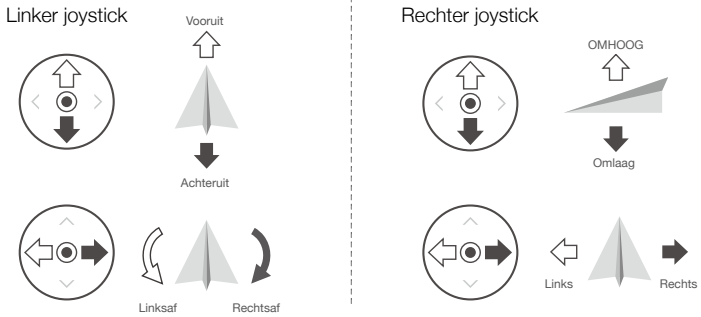 Linker joystick
Vooruit
Achteruit
Linksaf
Rechtsaf
Rechter joystick
OMHOOG
Omlaag
Links
Rechts